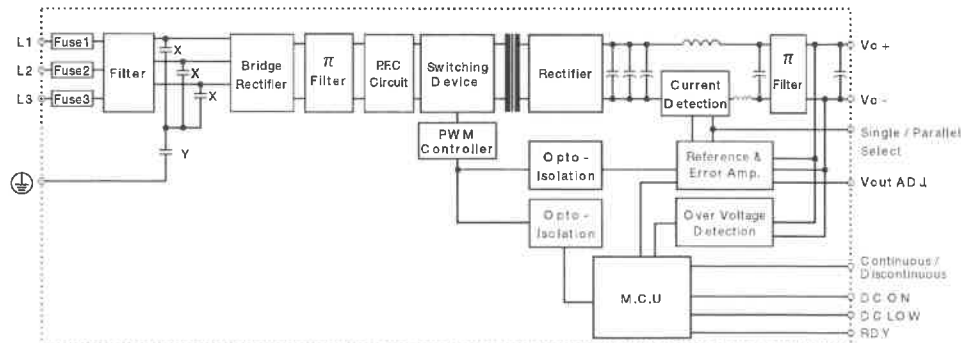 L1
Fuse1
L2
Fuse2
L3
Fuse3
Filter
X
X
X
Y
Bridge
Rectifier
π
Filter
P.F.C
Circuit
Switching
Device
Rectifier
Current
Detection
π
Filter
Vo +
Vo -
PWM
Controller
Opto -
Isolation
Reference &
Error Amp.
Single / Parallel
Select
Vout ADJ
Opto -
Isolation
Over Voltage
Detection
M.C.U
Continuous /
Discontinuous
DC ON
DC LOW
RDY